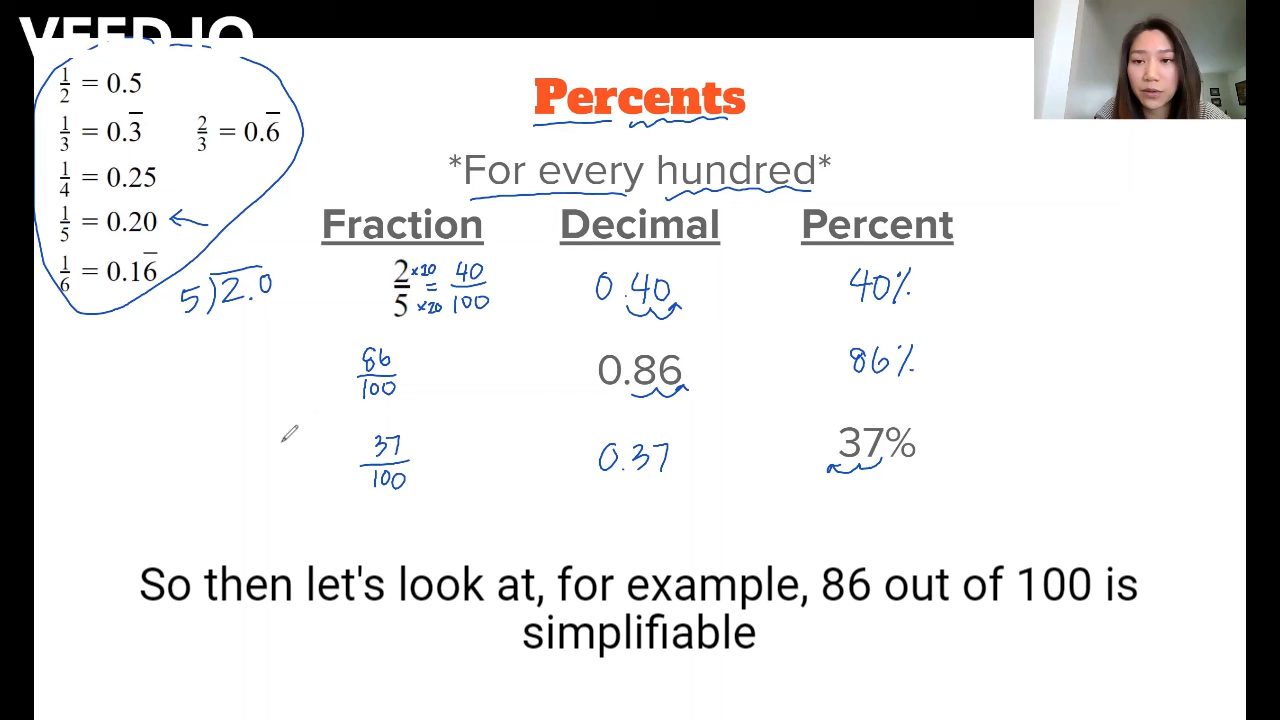 VEED.IO
1/2 = 0.5
1/3 = 0.3̅ 2/3 = 0.6̅
1/4 = 0.25
1/5 = 0.20
1/6 = 0.16̅
5)2.0
Percents
*For every hundred*
Fraction Decimal Percent
2/5 ×20/×20 = 40/100 0.40 40%
86/100 0.86 86%
37/100 0.37 37%
So then let's look at, for example, 86 out of 100 is
simplifiable